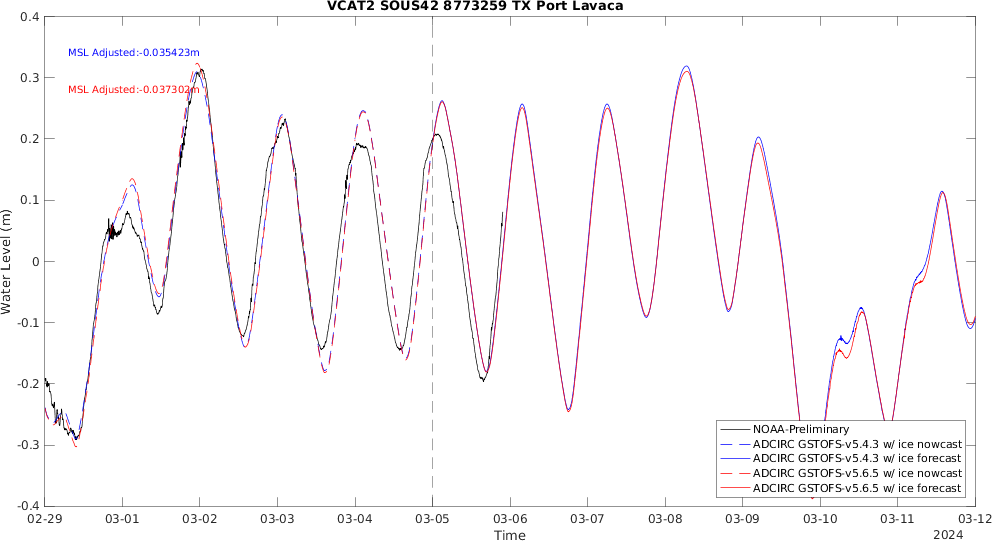 VCAT2 SOUS42 8773259 TX Port Lavaca
MSL Adjusted:-0.035423m
MSL Adjusted:-0.037302m
Water Level (m)
0.4
0.3
0.2
0.1
0
-0.1
-0.2
-0.3
-0.4
NOAA-Preliminary
ADCIRC GSTOFS-v5.4.3 w/ ice nowcast
ADCIRC GSTOFS-v5.4.3 w/ ice forecast
ADCIRC GSTOFS-v5.6.5 w/ ice nowcast
ADCIRC GSTOFS-v5.6.5 w/ ice forecast
02-29 03-01 03-02 03-03 03-04 03-05 03-06 03-07 03-08 03-09 03-10 03-11 03-12
Time
2024